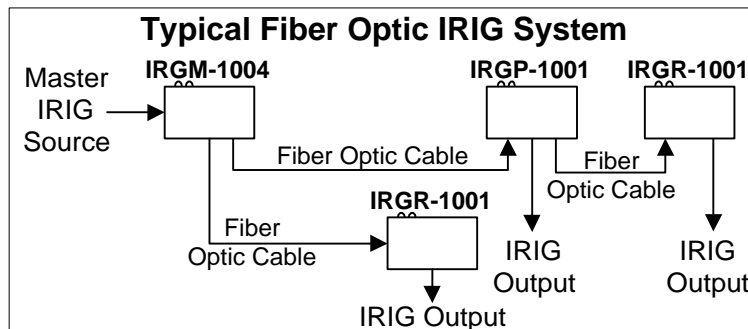 Typical Fiber Optic IRIG System
Master
IRIG
Source
IRGM-1004
IRGP-1001
IRGR-1001
Fiber Optic Cable
Fiber
Optic Cable
IRGR-1001
Fiber
Optic Cable
IRIG
Output
IRIG
Output
IRIG Output